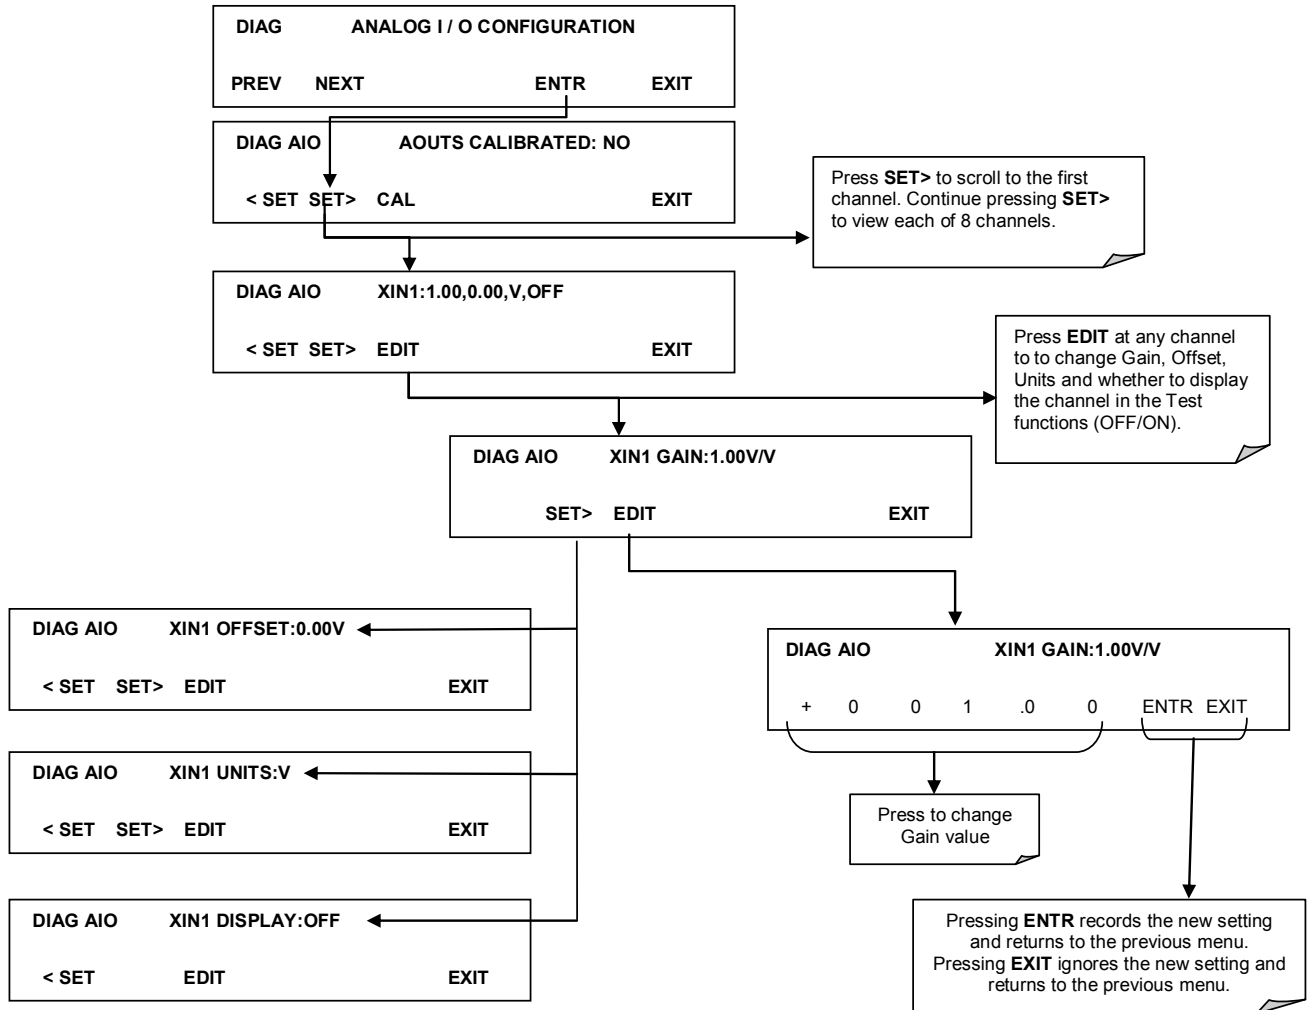 DIAG ANALOG I / O CONFIGURATION
PREV NEXT ENTR EXIT
DIAG AIO AOUTS CALIBRATED: NO
< SET SET> CAL EXIT
Press SET> to scroll to the first
channel. Continue pressing SET>
to view each of 8 channels.
DIAG AIO XIN1:1.00,0.00,V,OFF
< SET SET> EDIT EXIT
Press EDIT at any channel
to to change Gain, Offset,
Units and whether to display
the channel in the Test
functions (OFF/ON).
DIAG AIO XIN1 GAIN:1.00V/V
SET> EDIT EXIT
DIAG AIO XIN1 OFFSET:0.00V
< SET SET> EDIT EXIT
DIAG AIO XIN1 GAIN:1.00V/V
+ 0 0 1 .0 0 ENTR EXIT
DIAG AIO XIN1 UNITS:V
< SET SET> EDIT EXIT
Press to change
Gain value
DIAG AIO XIN1 DISPLAY:OFF
< SET EDIT EXIT
Pressing ENTR records the new setting
and returns to the previous menu.
Pressing EXIT ignores the new setting and
returns to the previous menu.